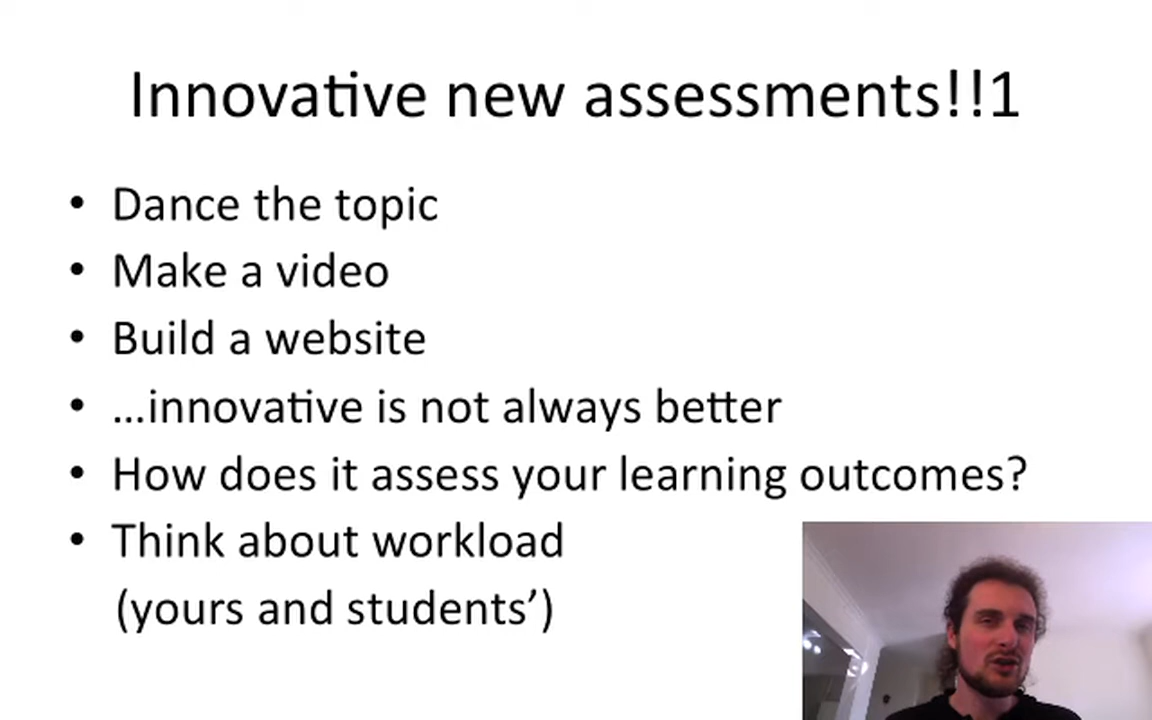 Innovative new assessments!!1
• Dance the topic
• Make a video
• Build a website
• ...innovative is not always better
• How does it assess your learning outcomes?
• Think about workload
(yours and students’)